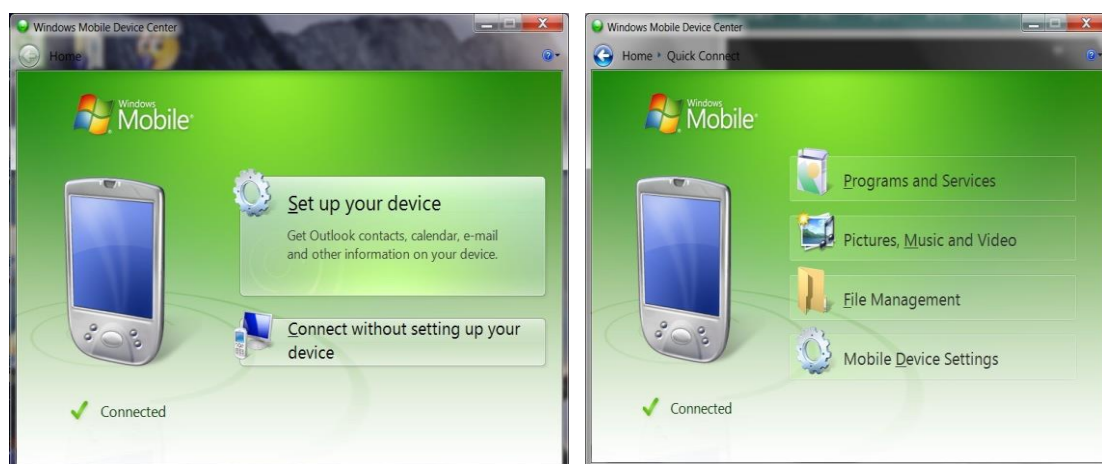 Windows Mobile Device Center
Home
Windows
Mobile
Set up your device
Get Outlook contacts, calendar, e-mail
and other information on your device.
Connect without setting up your
device
Connected
Windows Mobile Device Center
Home
Quick Connect
Windows
Mobile
Programs and Services
Pictures, Music and Video
File Management
Mobile Device Settings
Connected